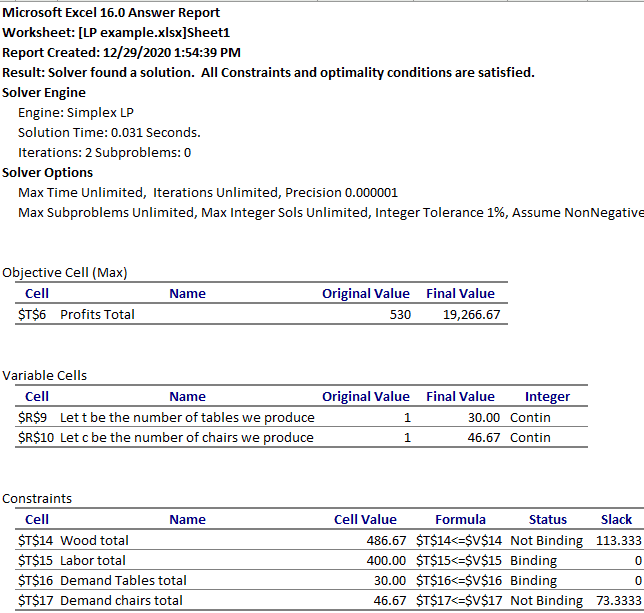 Microsoft Excel 16.0 Answer Report
Worksheet: [LP example.xlsx]Sheet1
Report Created: 12/29/2020 1:54:39 PM
Result: Solver found a solution.  All Constraints and optimality conditions are satisfied.
Solver Engine
Engine: Simplex LP
Solution Time: 0.031 Seconds.
Iterations: 2 Subproblems: 0
Solver Options
Max Time Unlimited,  Iterations Unlimited, Precision 0.000001
Max Subproblems Unlimited, Max Integer Sols Unlimited, Integer Tolerance 1%, Assume NonNegative
Objective Cell (Max)
Cell Name Original Value Final Value
$T$6 Profits Total 530 19,266.67
Variable Cells
Cell Name Original Value Final Value Integer
$R$9 Let t be the number of tables we produce 1 30.00 Contin
$R$10 Let c be the number of chairs we produce 1 46.67 Contin
Constraints
Cell Name Cell Value Formula Status Slack
$T$14 Wood total 486.67 $T$14<=$V$14 Not Binding 113.333
$T$15 Labor total 400.00 $T$15<=$V$15 Binding 0
$T$16 Demand Tables total 30.00 $T$16<=$V$16 Binding 0
$T$17 Demand chairs total 46.67 $T$17<=$V$17 Not Binding 73.3333